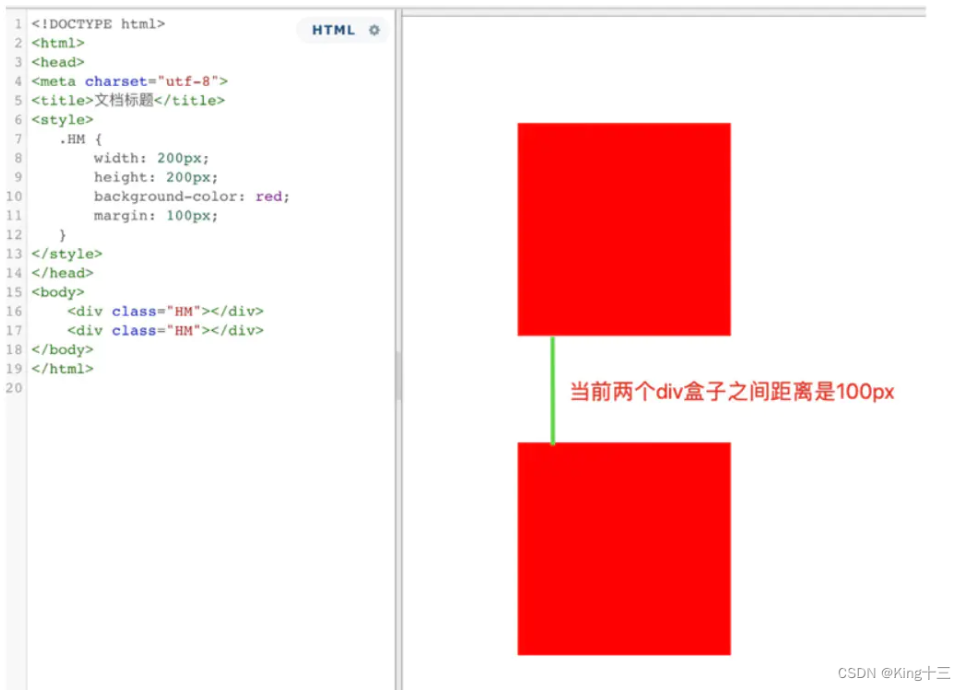 HTML
1 <!DOCTYPE html>
2 <html>
3 <head>
4 <meta charset="utf-8">
5 <title>文档标题</title>
6 <style>
7 .HM {
8 width: 200px;
9 height: 200px;
10 background-color: red;
11 margin: 100px;
12 }
13 </style>
14 </head>
15 <body>
16 <div class="HM"></div>
17 <div class="HM"></div>
18 </body>
19 </html>
20
当前两个div盒子之间距离是100px
CSDN @King十三